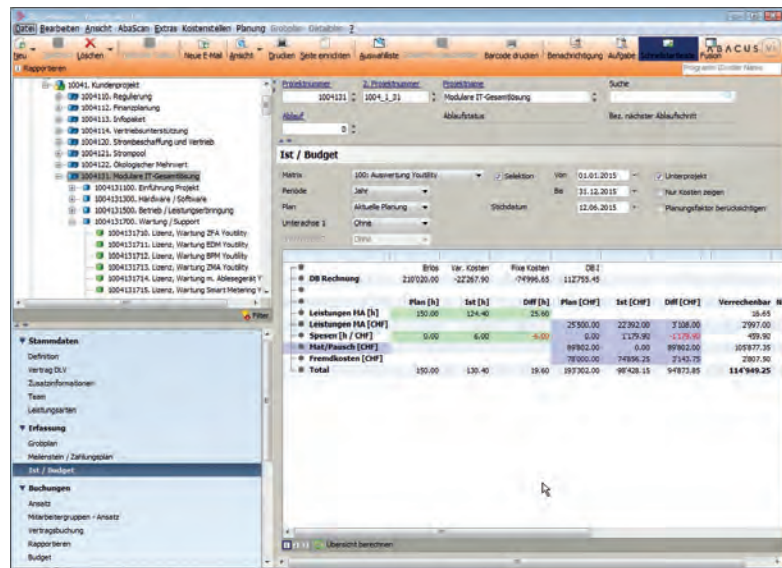 Datei Bearbeiten Ansicht AbaScan Extras Kostenstellen Planung ?
Neu Löschen Neue E-Mail Ansicht Drucken Seite einrichten Auswahlliste Barcode drucken Benachrichtigung Aufgabe Fusion ABACUS VI
Rapportieren
10041. Kundenprojekt
1004110. Regulierung
1004112. Finanzplanung
1004113. Infopaket
1004114. Vertriebsunterstützung
1004120. Strombeschaffung und Vertrieb
1004121. Strompool
1004122. Ökologischer Mehrwert
1004131. Modulare IT-Gesamtlösung
1004131100. Einführung Projekt
1004131300. Hardware / Software
1004131500. Betrieb / Leistungserbringung
1004131700. Wartung / Support
1004131710. Lizenz, Wartung ZFA Youtility
1004131711. Lizenz, Wartung EDM Youtility
1004131712. Lizenz, Wartung BPM Youtility
1004131713. Lizenz, Wartung ZMA Youtility
1004131714. Lizenz, Wartung m. Ablesegerät Y
1004131715. Lizenz, Wartung Smart Metering Y
Filter
Stammdaten
Definition
Vertrag DLV
Zusatzinformationen
Team
Leistungsarten
Erfassung
Grobplan
Meilenstein / Zahlungsplan
Ist / Budget
Buchungen
Ansatz
Mitarbeitergruppen - Ansatz
Vertragsbuchung
Rapportieren
Budget
Projektnummer 2. Projektnummer Projektname Suche
1004131 1004_1_31 Modulare IT-Gesamtlösung
Ablauf Ablaufstatus Bez. nächster Ablaufschritt
0
Ist / Budget
Matrix 100: Auswertung Youtility Selektion Von 01.01.2015 Unterprojekt
Periode Jahr Bis 31.12.2015 Nur Kosten zeigen
Plan Aktuelle Planung Stichdatum 12.06.2015 Planungsfaktor berücksichtigen
Unterachse 1 Ohne
Ohne
Erlös Var. Kosten Fixe Kosten DB I
DB Rechnung 210'020.00 -22'267.90 -74'996.65 112'755.45
Plan [h] Ist [h] Diff [h] Plan [CHF] Ist [CHF] Diff [CHF] Verrechenbar
Leistungen MA [h] 150.00 124.40 25.60 16.65
Leistungen MA [CHF] 25'500.00 22'392.00 3'108.00 2'997.00
Spesen [h / CHF] 0.00 6.00 -6.00 0.00 1'179.90 -1'179.90 459.90
Mat/Pausch [CHF] 89'802.00 0.00 89'802.00 105'877.35
Fremdkosten [CHF] 78'000.00 74'856.25 3'143.75 2'807.50
Total 150.00 130.40 19.60 193'302.00 98'428.15 94'873.85 114'949.25
Übersicht berechnen